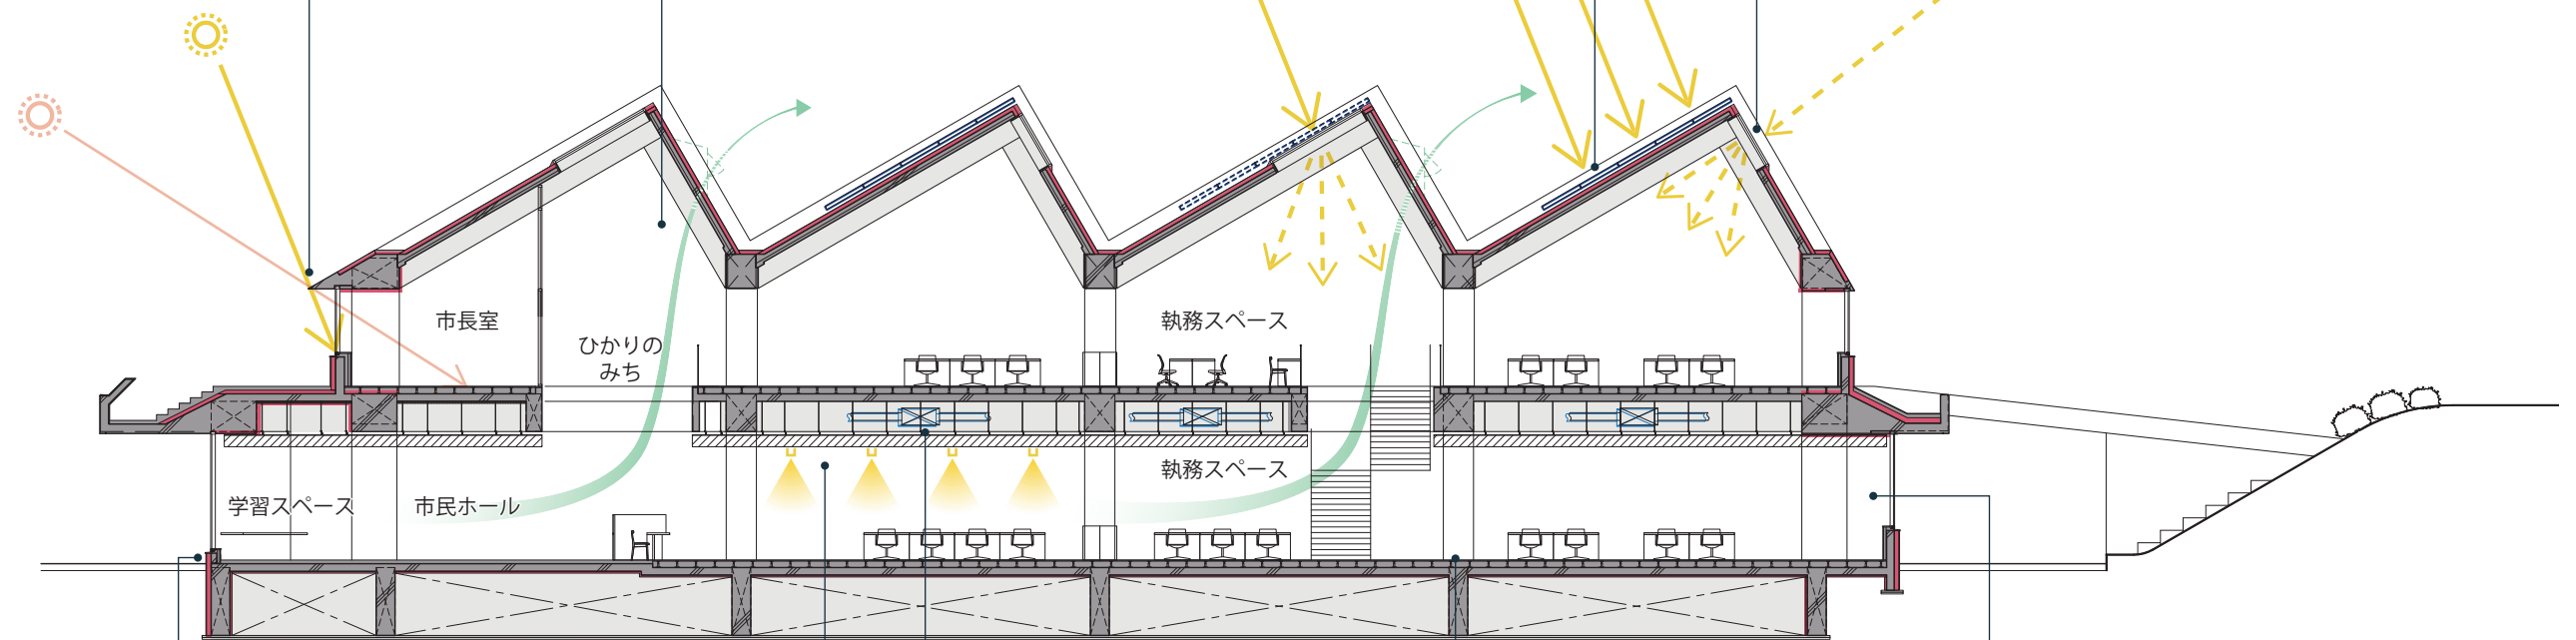 市長室
ひかりの
みち
執務スペース
執務スペース
学習スペース
市民ホール